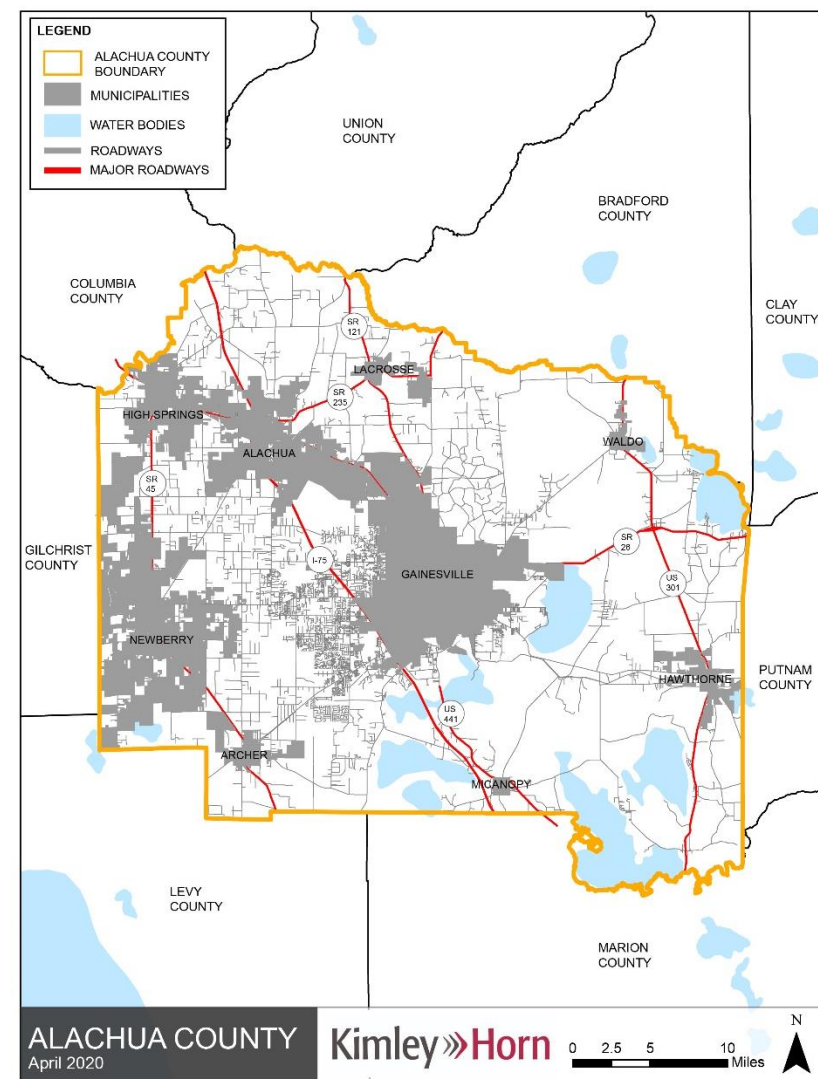 LEGEND
ALACHUA COUNTY
BOUNDARY
MUNICIPALITIES
WATER BODIES
ROADWAYS
MAJOR ROADWAYS
UNION
COUNTY
BRADFORD
COUNTY
COLUMBIA
COUNTY
CLAY
COUNTY
SR
121
LACROSSE
SR
235
HIGH SPRINGS
ALACHUA
WALDO
SR
45
SR
26
GILCHRIST
COUNTY
I-75
GAINESVILLE
US
301
NEWBERRY
HAWTHORNE
PUTNAM
COUNTY
US
441
ARCHER
MICANOPY
LEVY
COUNTY
MARION
COUNTY
ALACHUA COUNTY
April 2020
Kimley»Horn
N
0 2.5 5 10
Miles